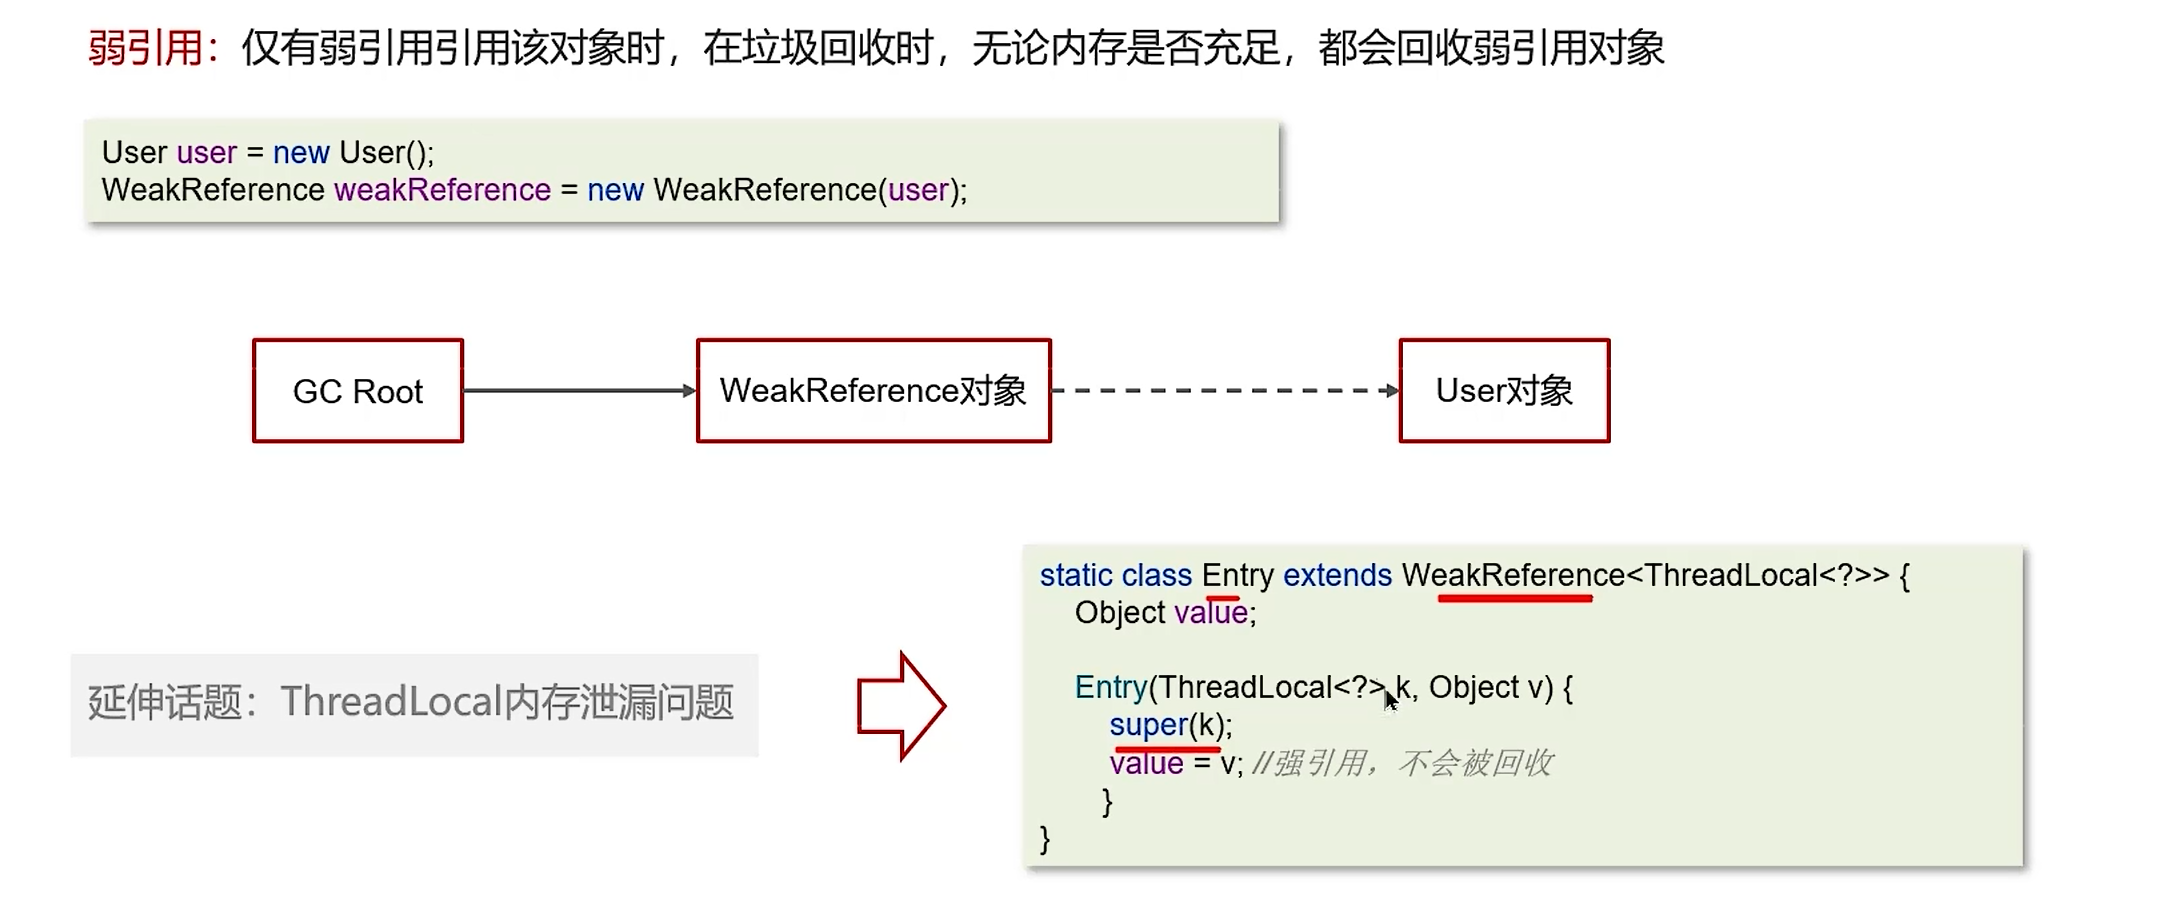 弱引用：仅有弱引用引用该对象时，在垃圾回收时，无论内存是否充足，都会回收弱引用对象
User user = new User();
WeakReference weakReference = new WeakReference(user);
GC Root
WeakReference对象
User对象
延伸话题：ThreadLocal内存泄漏问题
static class Entry extends WeakReference<ThreadLocal<?>> {
Object value;
Entry(ThreadLocal<?> k, Object v) {
super(k);
value = v; //强引用，不会被回收
}
}